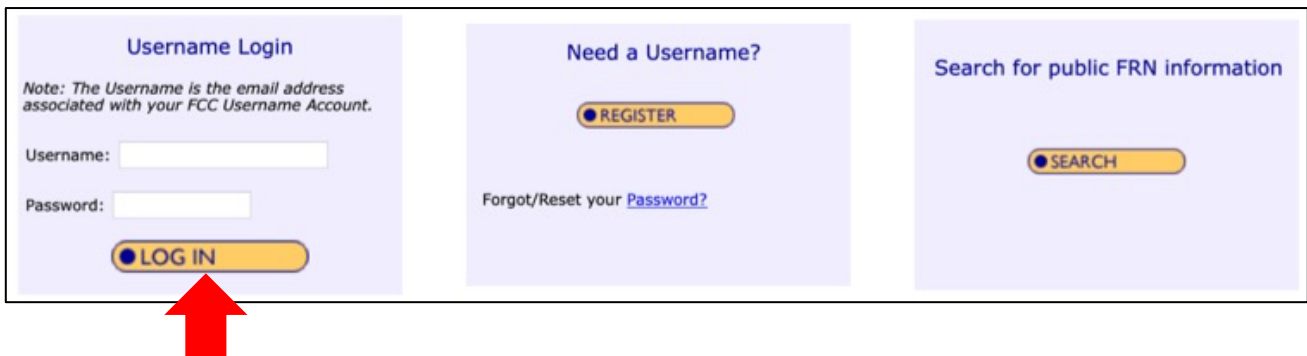 Username Login
Note: The Username is the email address
associated with your FCC Username Account.
Username:
Password:
LOG IN
Need a Username?
REGISTER
Forgot/Reset your Password?
Search for public FRN information
SEARCH